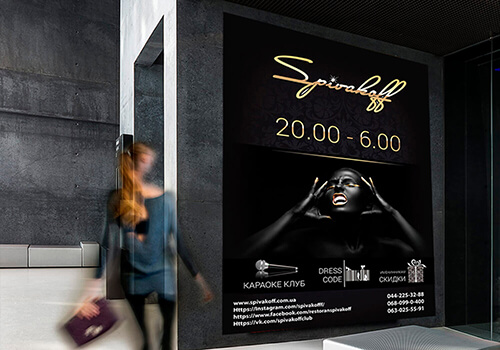 Spivakoff
20.00 - 6.00
КАРАОКЕ КЛУБ
DRESS
CODE
СКИДКИ
www.spivakoff.com.ua
Https://Instagram.com/spivakofff/
Https://www.facebook.com/restoranspivakoff
Https://vk.com/spivakoffclub
044-225-32-88
068-099-0-400
063-025-55-91